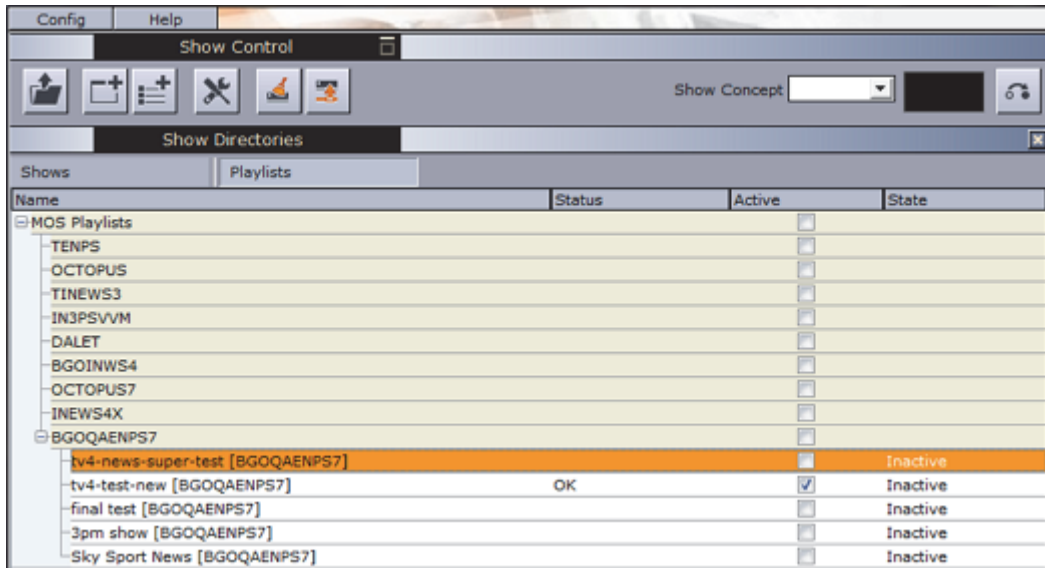 Config Help
Show Control
Show Concept
Show Directories
Shows Playlists
Name Status Active State
MOS Playlists
TENPS
OCTOPUS
TINEWS3
IN3PSVVM
DALET
BGOINWS4
OCTOPUS7
INEWS4X
BGOQAENPS7
tv4-news-super-test [BGOQAENPS7] Inactive
tv4-test-new [BGOQAENPS7] OK Inactive
final test [BGOQAENPS7] Inactive
3pm show [BGOQAENPS7] Inactive
Sky Sport News [BGOQAENPS7] Inactive